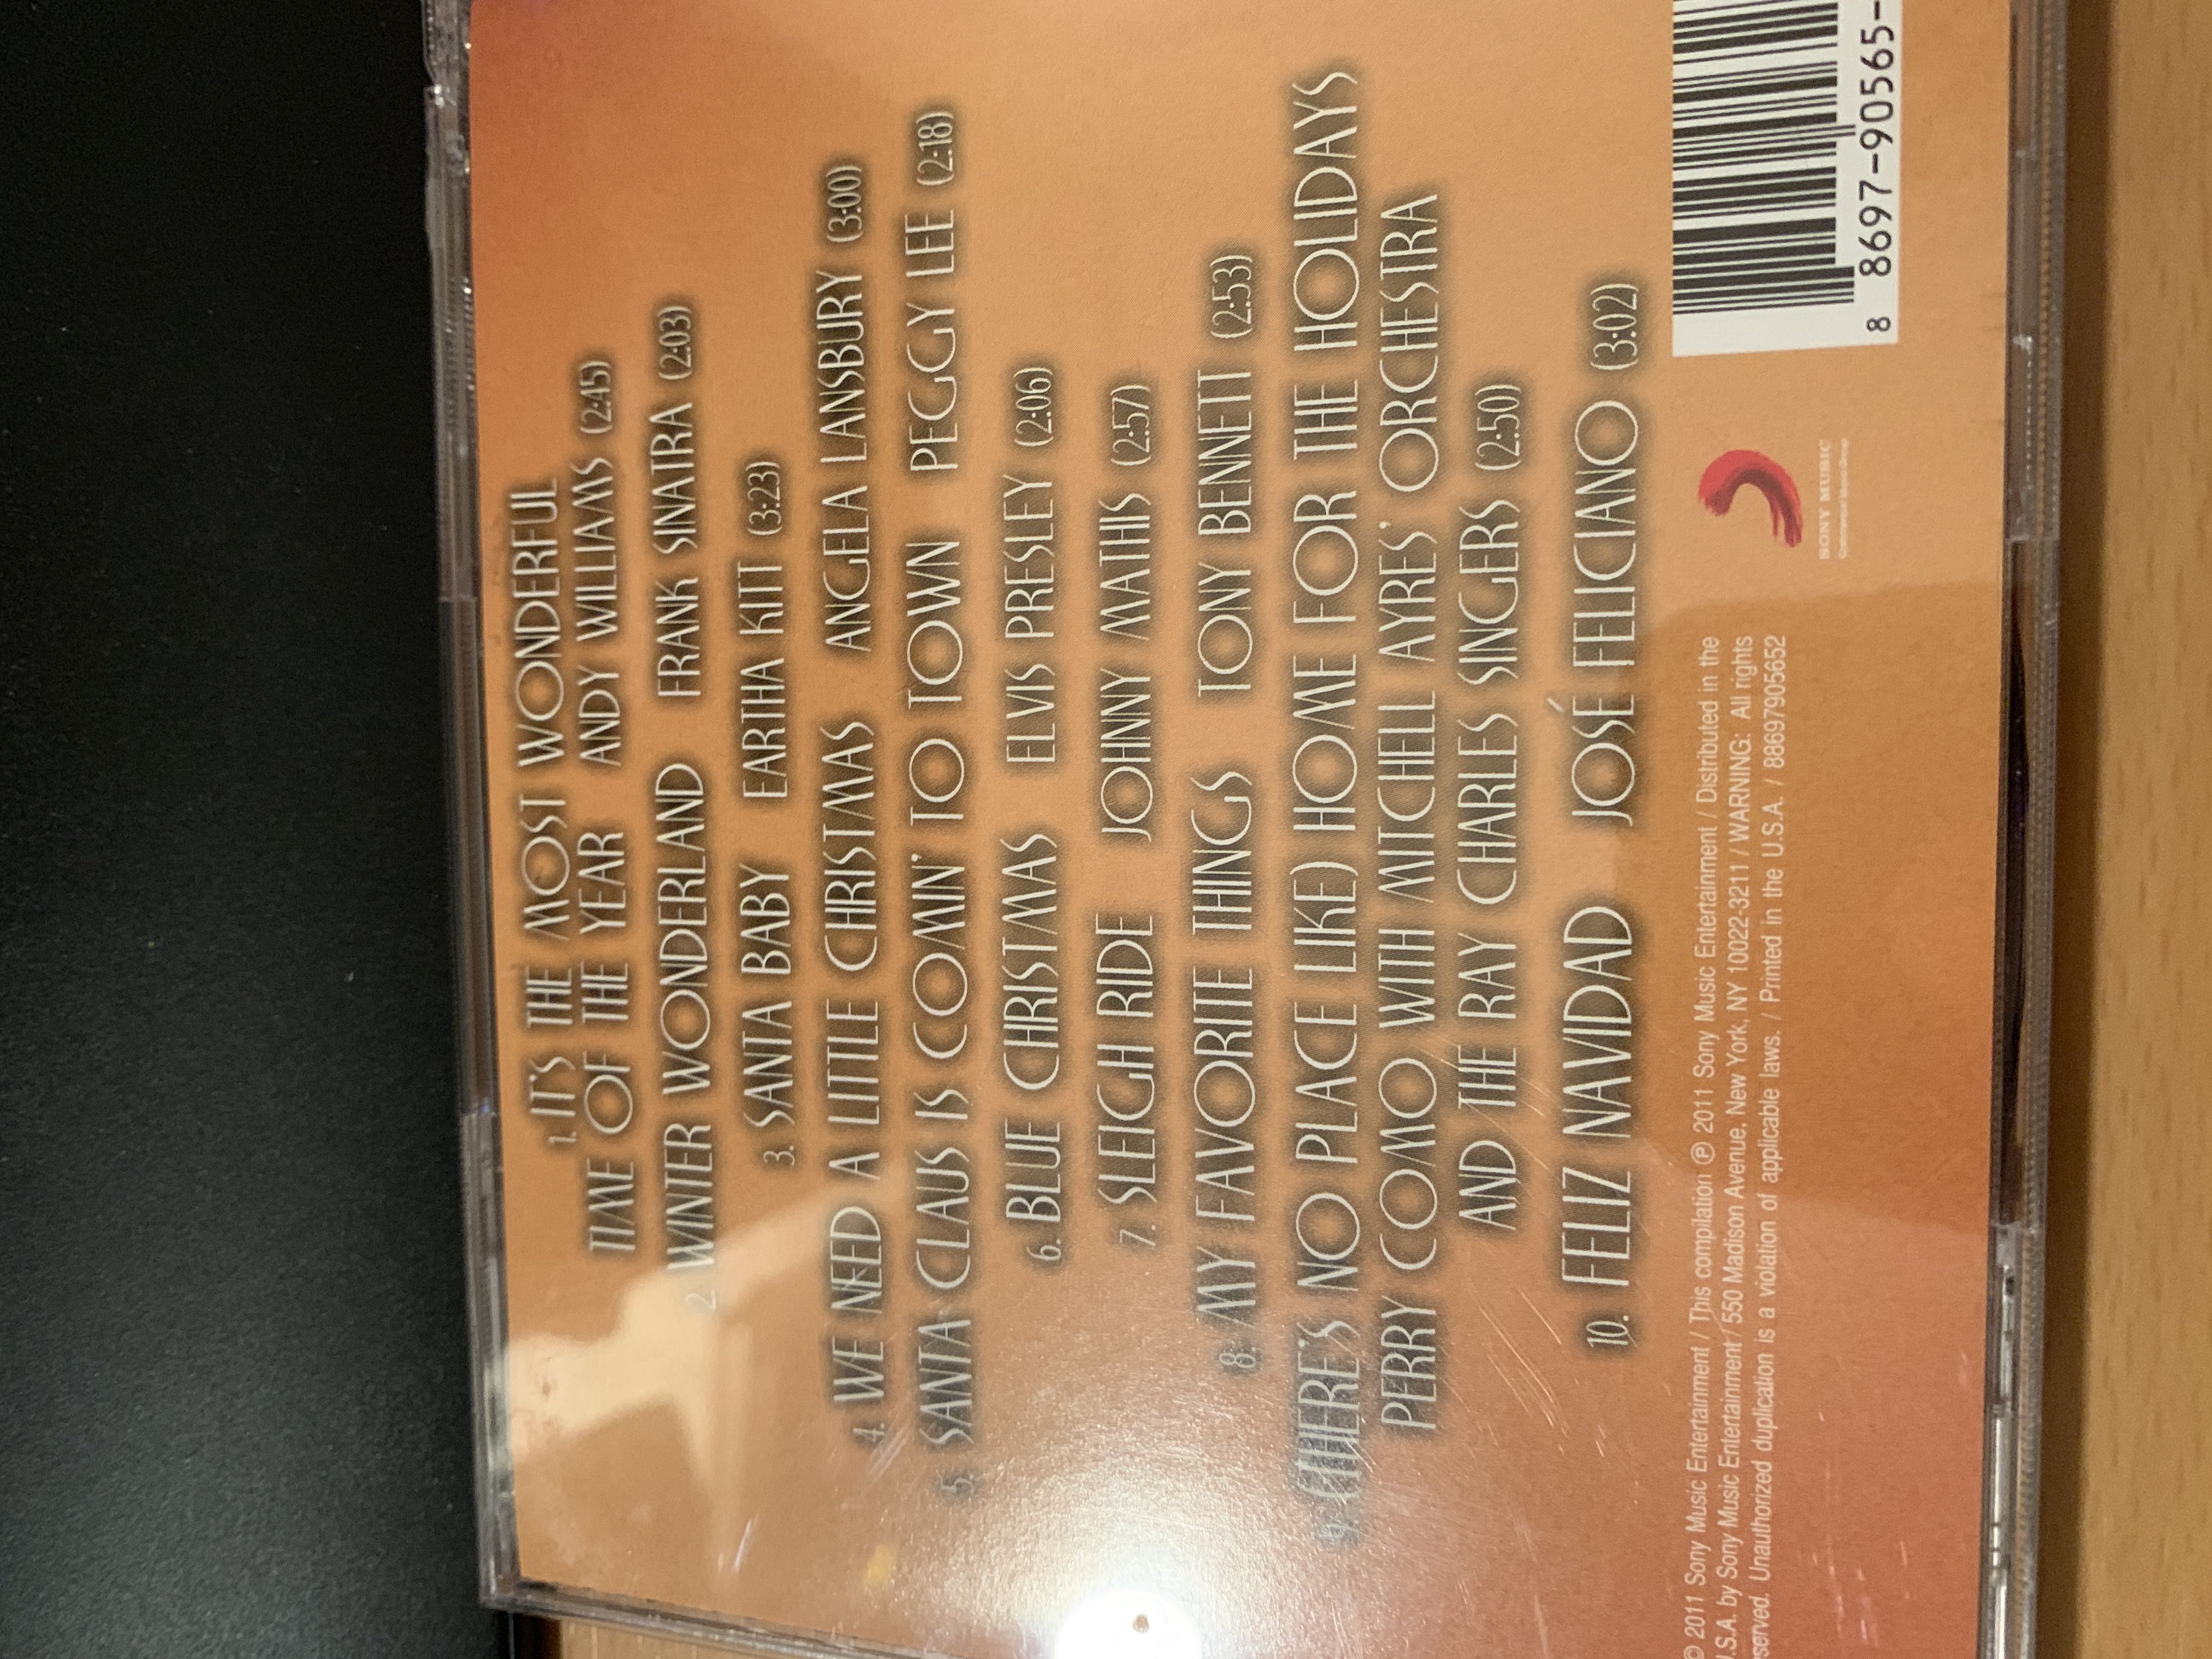 1. IT'S THE MOST WONDERFUL
TIME OF THE YEAR ANDY WILLIAMS (2:45)
2. WINTER WONDERLAND FRANK SINATRA (2:03)
3. SANTA BABY EARTHA KITT (3:23)
4. WE NEED A LITTLE CHRISTMAS ANGELA LANSBURY (3:00)
5. SANTA CLAUS IS COMIN' TO TOWN PEGGY LEE (2:18)
6. BLUE CHRISTMAS ELVIS PRESLEY (2:06)
7. SLEIGH RIDE JOHNNY MATHIS (2:57)
8. MY FAVORITE THINGS TONY BENNETT (2:53)
9. (THERE'S NO PLACE LIKE) HOME FOR THE HOLIDAYS
PERRY COMO WITH MITCHELL AYRES' ORCHESTRA
AND THE RAY CHARLES SINGERS (2:50)
10. FELIZ NAVIDAD JOSÉ FELICIANO (3:02)
© 2011 Sony Music Entertainment / This compilation ℗ 2011 Sony Music Entertainment / Distributed in the
U.S.A. by Sony Music Entertainment / 550 Madison Avenue, New York, NY 10022-3211 / WARNING: All rights
served. Unauthorized duplication is a violation of applicable laws. / Printed in the U.S.A. / 88697905652
SONY MUSIC
Commercial Music Group
8 8697-90565-